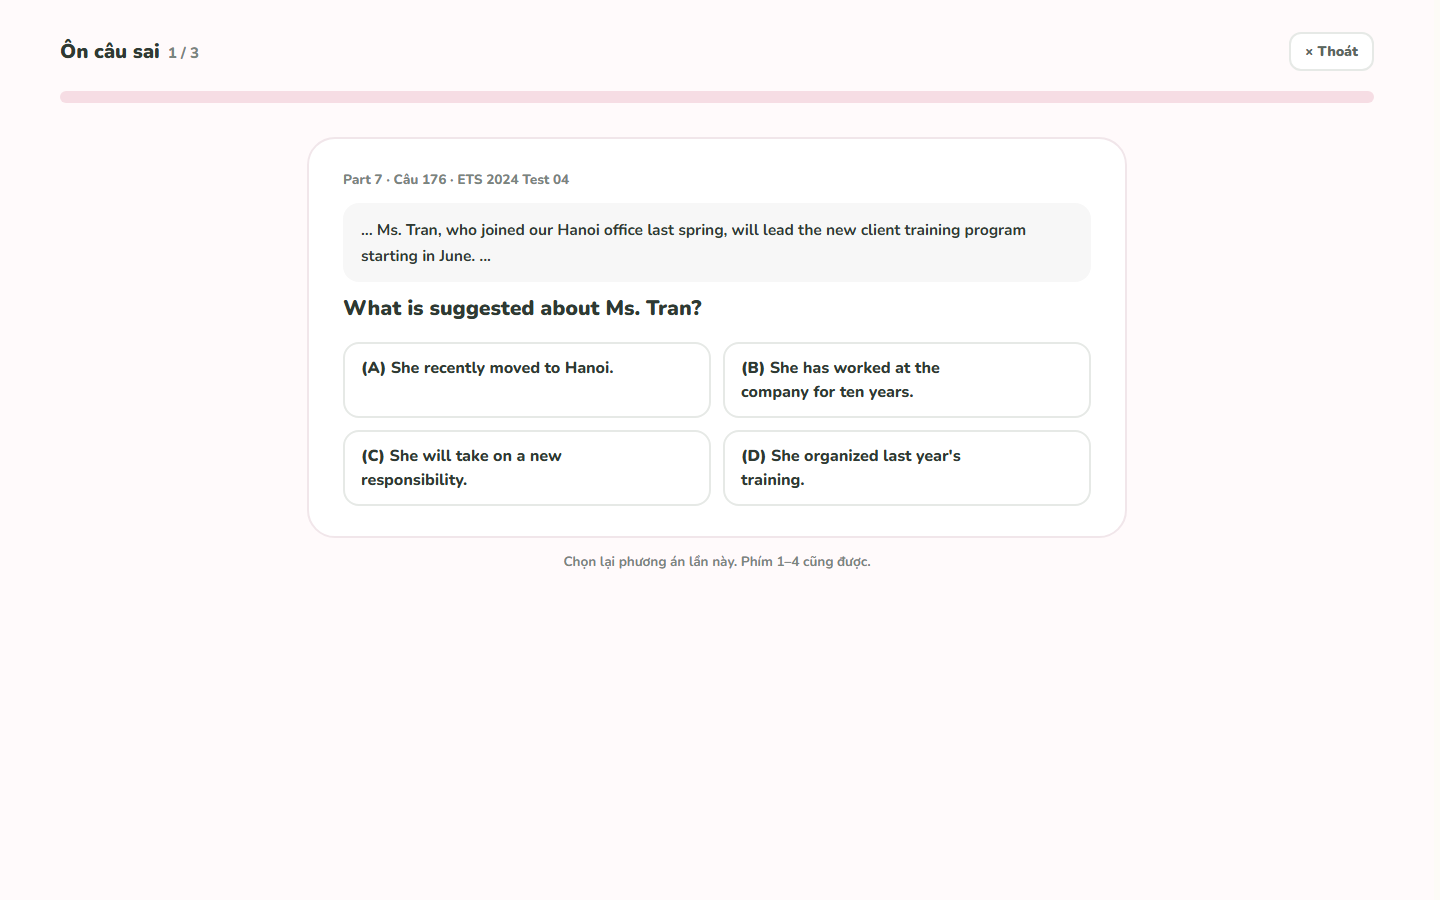 Ôn câu sai 1 / 3
× Thoát
Part 7 · Câu 176 · ETS 2024 Test 04
... Ms. Tran, who joined our Hanoi office last spring, will lead the new client training program
starting in June. ...
What is suggested about Ms. Tran?
(A) She recently moved to Hanoi.
(B) She has worked at the
company for ten years.
(C) She will take on a new
responsibility.
(D) She organized last year's
training.
Chọn lại phương án lần này. Phím 1–4 cũng được.